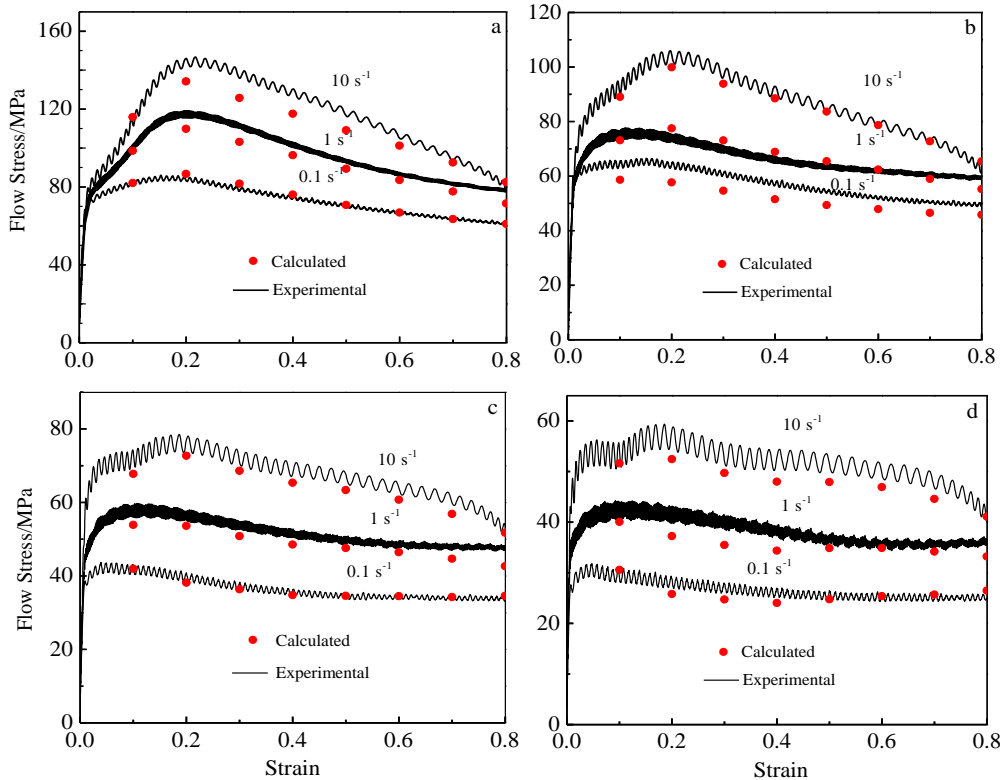 a
160
120
80
40
0
Flow Stress/MPa
10 s⁻¹
1 s⁻¹
0.1 s⁻¹
Calculated
Experimental
0.0 0.2 0.4 0.6 0.8
b
120
100
80
60
40
20
0
10 s⁻¹
1 s⁻¹
0.1 s⁻¹
Calculated
Experimental
0.0 0.2 0.4 0.6 0.8
c
80
60
40
20
0
Flow Stress/MPa
10 s⁻¹
1 s⁻¹
0.1 s⁻¹
Calculated
Experimental
0.0 0.2 0.4 0.6 0.8
Strain
d
60
40
20
0
10 s⁻¹
1 s⁻¹
0.1 s⁻¹
Calculated
Experimental
0.0 0.2 0.4 0.6 0.8
Strain